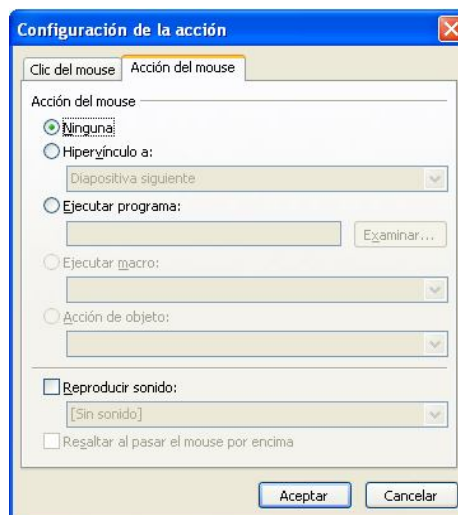 Configuración de la acción
Clic del mouse Acción del mouse
Acción del mouse
Ninguna
Hipervínculo a:
Diapositiva siguiente
Ejecutar programa:
Examinar...
Ejecutar macro:
Acción de objeto:
Reproducir sonido:
[Sin sonido]
Resaltar al pasar el mouse por encima
Aceptar Cancelar